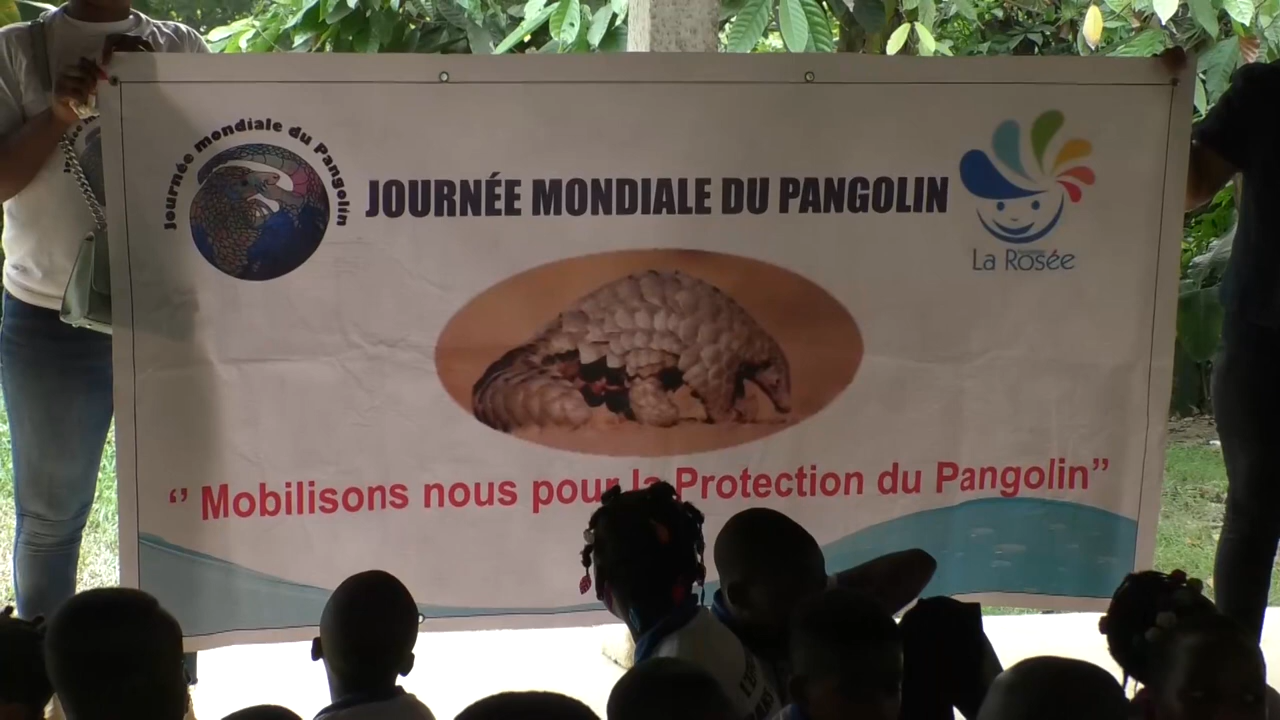 Journée mondiale du Pangolin
JOURNÉE MONDIALE DU PANGOLIN
La Rosée
‘’ Mobilisons nous pour la Protection du Pangolin’’